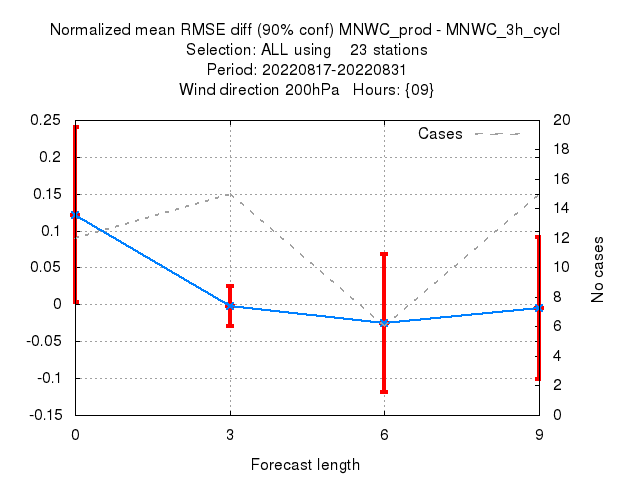 Normalized mean RMSE diff (90% conf) MNWC_prod - MNWC_3h_cycl
Selection: ALL using    23 stations
Period: 20220817-20220831
Wind direction 200hPa   Hours: {09}
Cases
0.25
0.2
0.15
0.1
0.05
0
-0.05
-0.1
-0.15
20
18
16
14
12
10
8
6
4
2
0
No cases
0 3 6 9
Forecast length